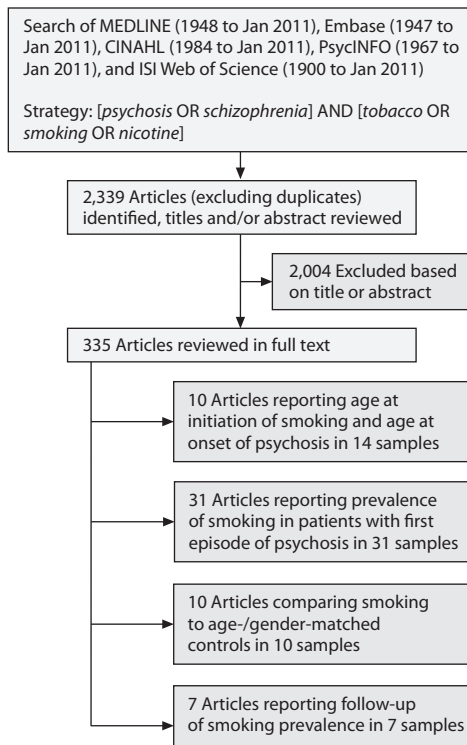 Search of MEDLINE (1948 to Jan 2011), Embase (1947
to Jan 2011), CINAHL (1984 to Jan 2011), PsycINFO (1967
to Jan 2011), and ISI Web of Science (1900 to Jan 2011)
Strategy: [psychosis OR schizophrenia] AND [tobacco OR
smoking OR nicotine]
2,339 Articles (excluding duplicates)
identified, titles and/or abstract reviewed
2,004 Excluded based
on title or abstract
335 Articles reviewed in full text
10 Articles reporting age at
initiation of smoking and age at
onset of psychosis in 14 samples
31 Articles reporting prevalence
of smoking in patients with first
episode of psychosis in 31 samples
10 Articles comparing smoking
to age-/gender-matched
controls in 10 samples
7 Articles reporting follow-up
of smoking prevalence in 7 samples